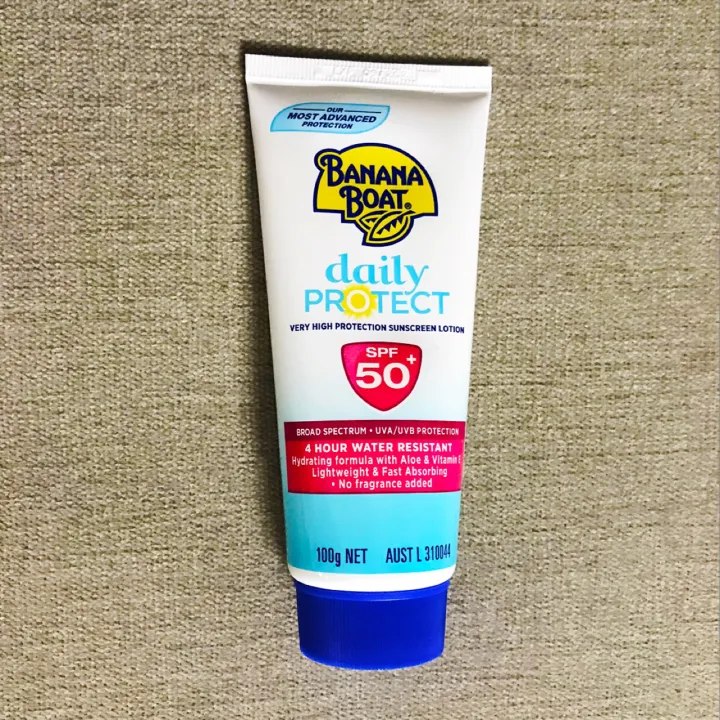 OUR
MOST ADVANCED
PROTECTION
BANANA
BOAT®
daily
PROTECT
VERY HIGH PROTECTION SUNSCREEN LOTION
SPF
50+
BROAD SPECTRUM • UVA/UVB PROTECTION
4 HOUR WATER RESISTANT
Hydrating formula with Aloe & Vitamin E
Lightweight & Fast Absorbing
• No fragrance added
100g NET AUST L 310044